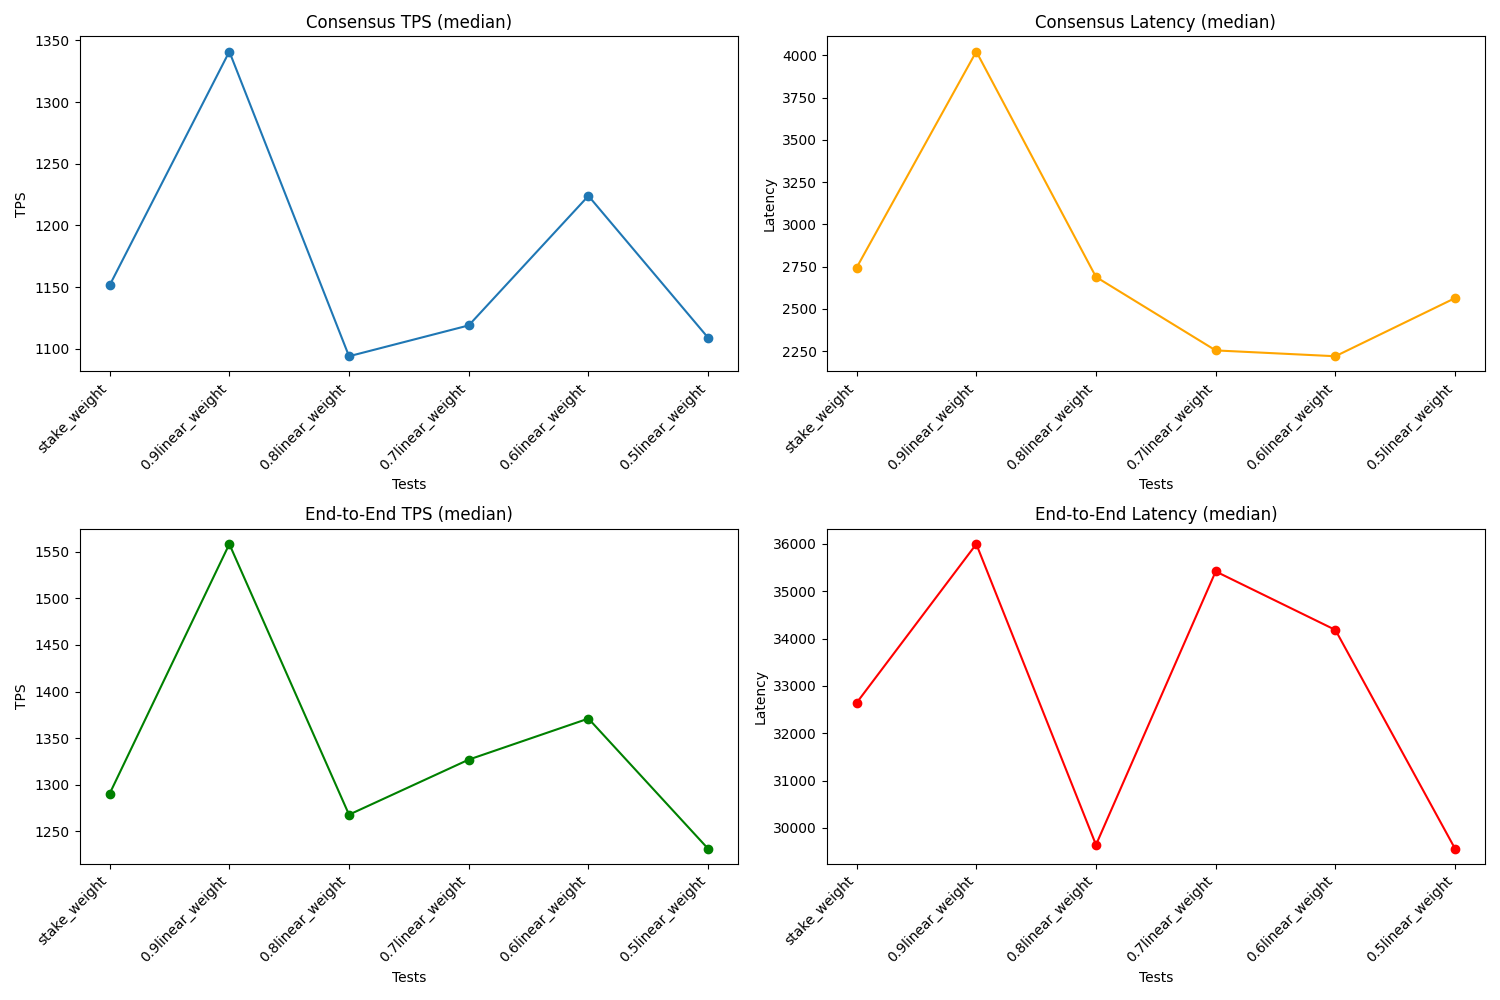 Consensus TPS (median)
1350
1300
1250
1200
1150
1100
TPS
stake_weight
0.9linear_weight
0.8linear_weight
0.7linear_weight
0.6linear_weight
0.5linear_weight
Tests
Consensus Latency (median)
4000
3750
3500
3250
3000
2750
2500
2250
Latency
stake_weight
0.9linear_weight
0.8linear_weight
0.7linear_weight
0.6linear_weight
0.5linear_weight
Tests
End-to-End TPS (median)
1550
1500
1450
1400
1350
1300
1250
TPS
stake_weight
0.9linear_weight
0.8linear_weight
0.7linear_weight
0.6linear_weight
0.5linear_weight
Tests
End-to-End Latency (median)
36000
35000
34000
33000
32000
31000
30000
Latency
stake_weight
0.9linear_weight
0.8linear_weight
0.7linear_weight
0.6linear_weight
0.5linear_weight
Tests